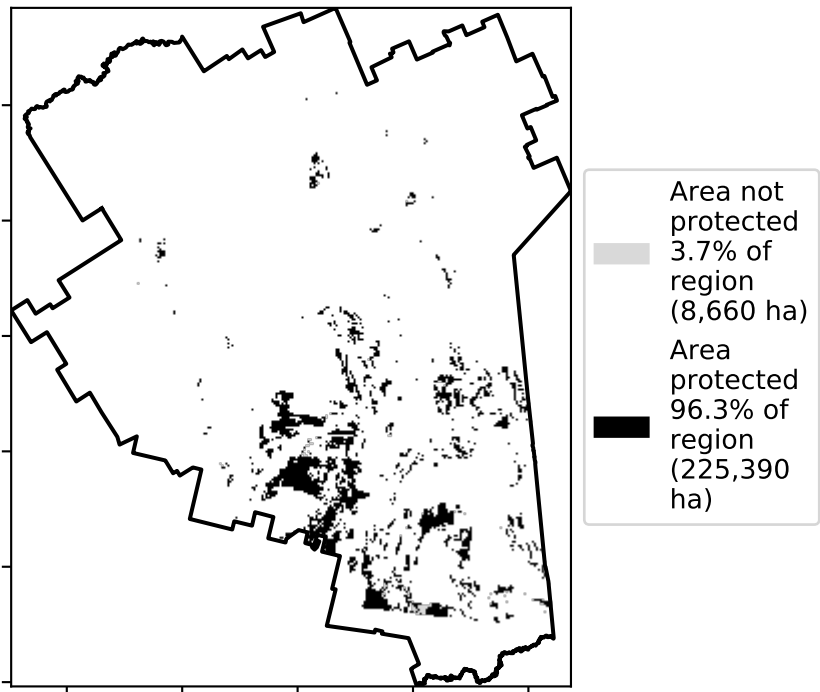 Area not
protected
3.7% of
region
(8,660 ha)
Area
protected
96.3% of
region
(225,390
ha)